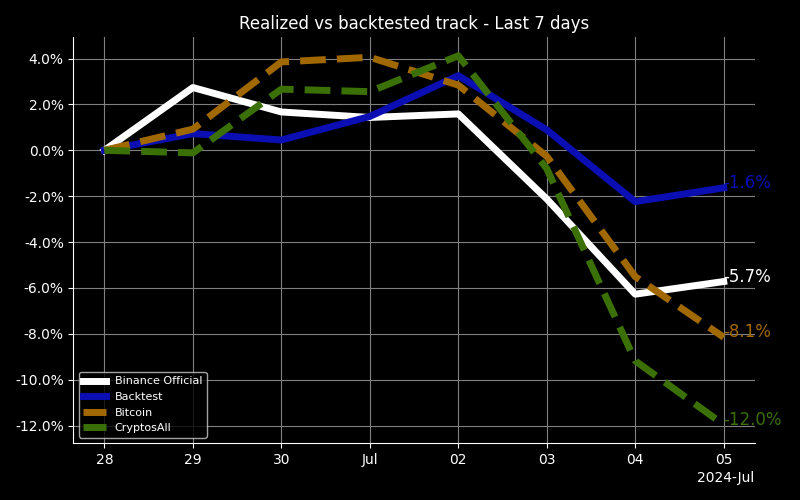 Realized vs backtested track - Last 7 days
4.0%
2.0%
0.0%
-2.0%
-4.0%
-6.0%
-8.0%
-10.0%
-12.0%
-1.6%
-5.7%
-8.1%
-12.0%
Binance Official
Backtest
Bitcoin
CryptosAll
28 29 30 Jul 02 03 04 05
2024-Jul